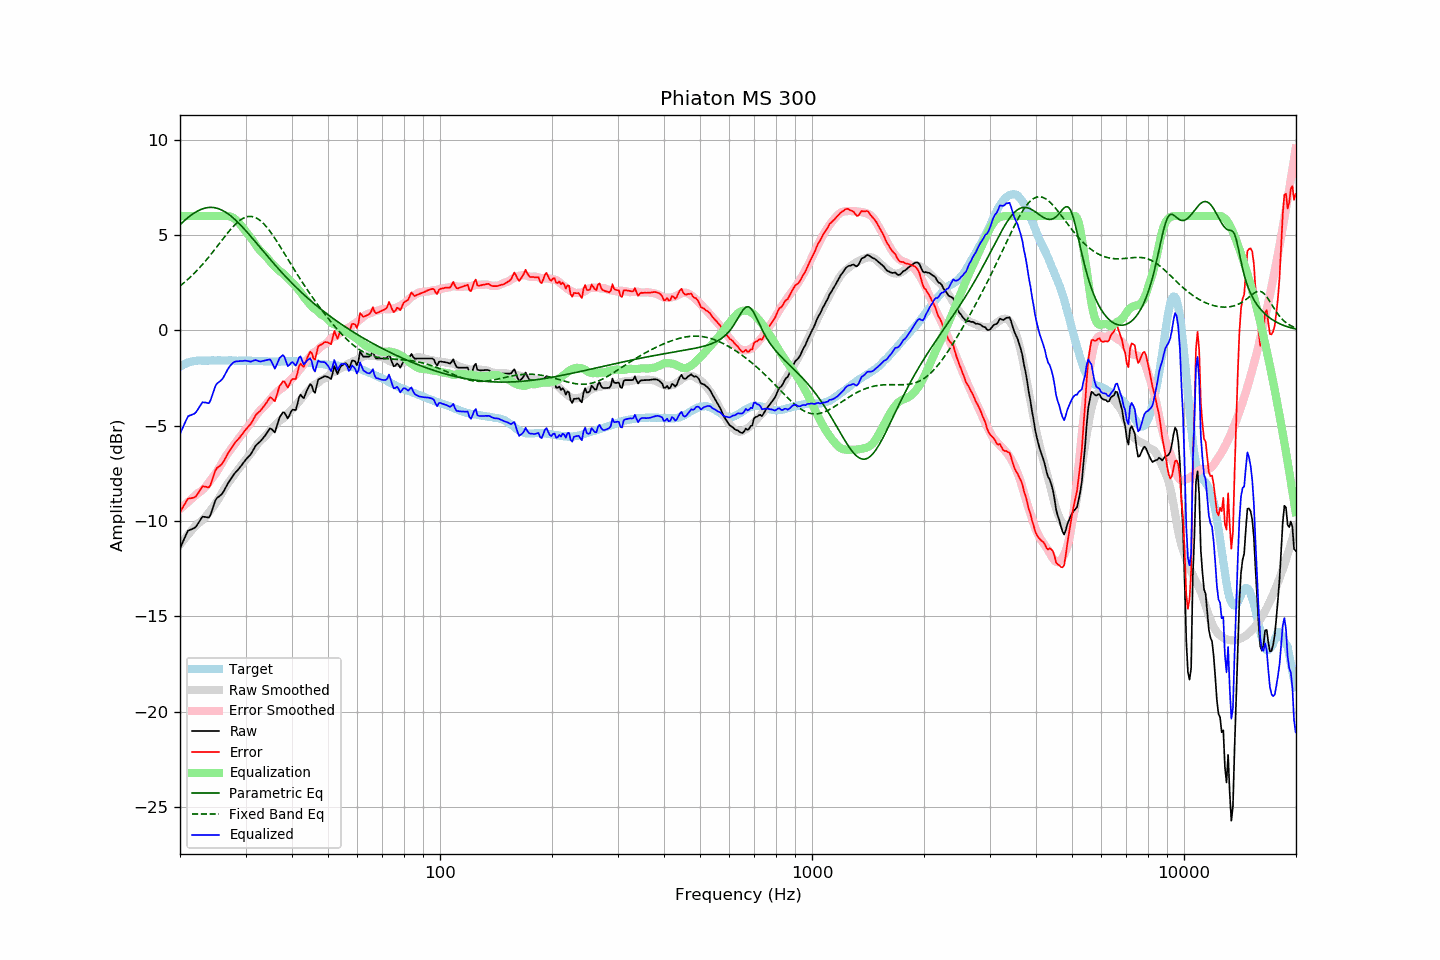 Phiaton MS 300
10
5
0
−5
−10
−15
−20
−25
Amplitude (dBr)
Target
Raw Smoothed
Error Smoothed
Raw
Error
Equalization
Parametric Eq
Fixed Band Eq
Equalized
100 1000 10000
Frequency (Hz)